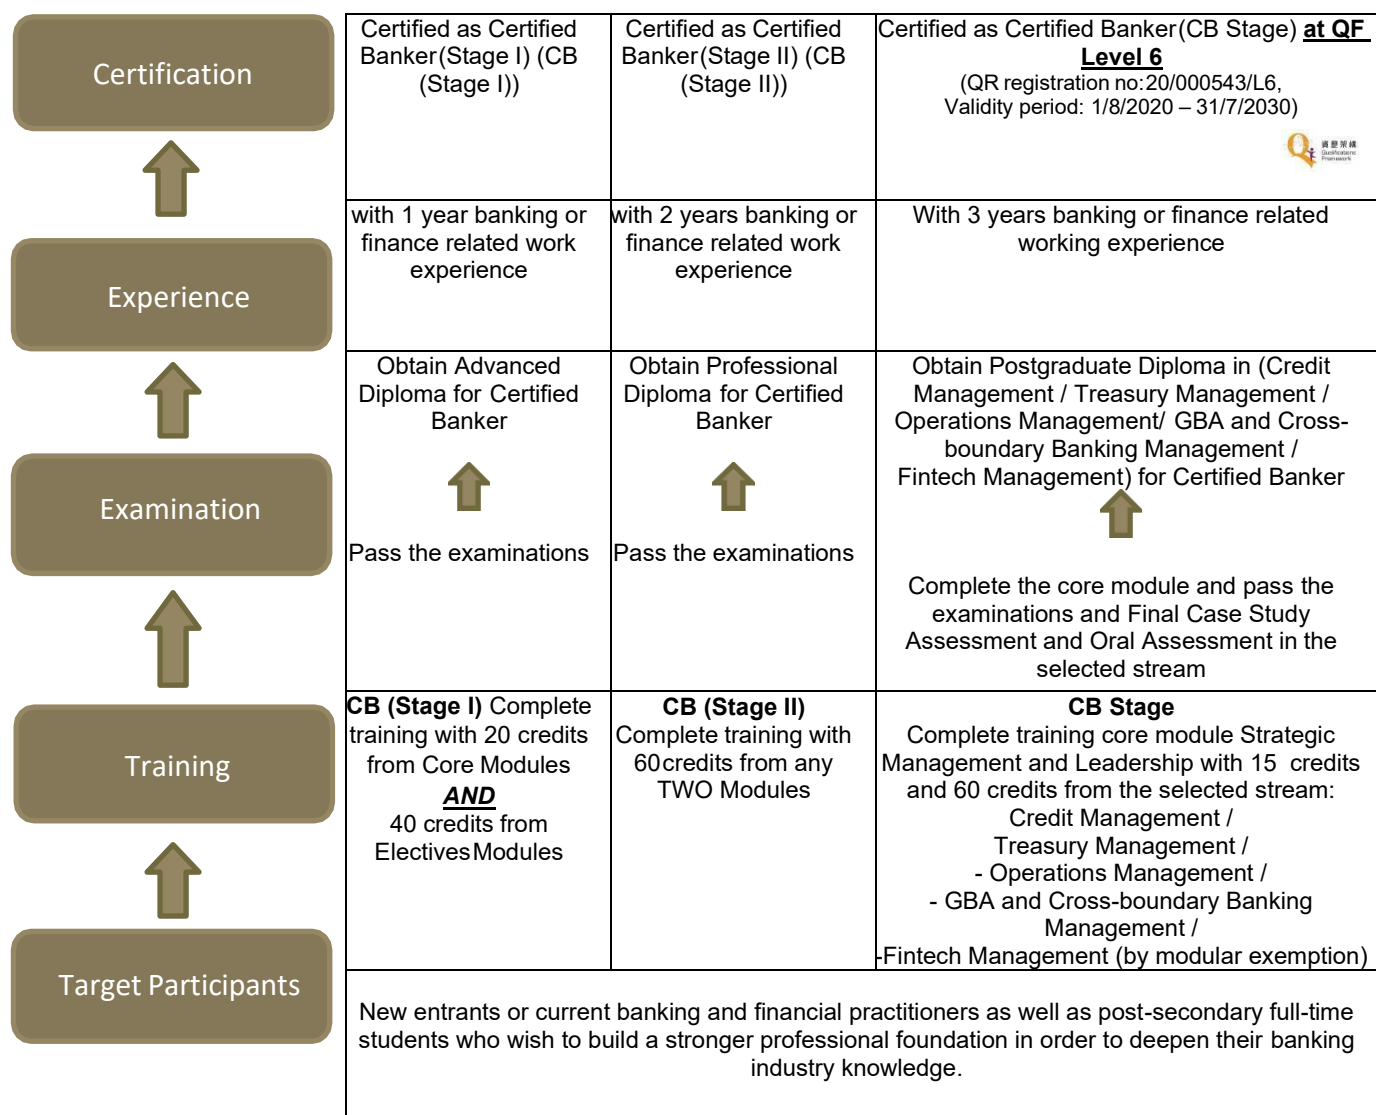 Certification
Certified as Certified
Banker(Stage I) (CB
(Stage I))
Certified as Certified
Banker(Stage II) (CB
(Stage II))
Certified as Certified Banker(CB Stage) at QF
Level 6
(QR registration no:20/000543/L6,
Validity period: 1/8/2020 – 31/7/2030)
資歷架構
Qualifications
Framework
Experience
with 1 year banking or
finance related work
experience
with 2 years banking or
finance related work
experience
With 3 years banking or finance related
working experience
Examination
Obtain Advanced
Diploma for Certified
Banker
Pass the examinations
Obtain Professional
Diploma for Certified
Banker
Pass the examinations
Obtain Postgraduate Diploma in (Credit
Management / Treasury Management /
Operations Management/ GBA and Cross-
boundary Banking Management /
Fintech Management) for Certified Banker
Complete the core module and pass the
examinations and Final Case Study
Assessment and Oral Assessment in the
selected stream
Training
CB (Stage I) Complete
training with 20 credits
from Core Modules
AND
40 credits from
Electives Modules
CB (Stage II)
Complete training with
60 credits from any
TWO Modules
CB Stage
Complete training core module Strategic
Management and Leadership with 15 credits
and 60 credits from the selected stream:
Credit Management /
Treasury Management /
- Operations Management /
- GBA and Cross-boundary Banking
Management /
-Fintech Management (by modular exemption)
Target Participants
New entrants or current banking and financial practitioners as well as post-secondary full-time
students who wish to build a stronger professional foundation in order to deepen their banking
industry knowledge.